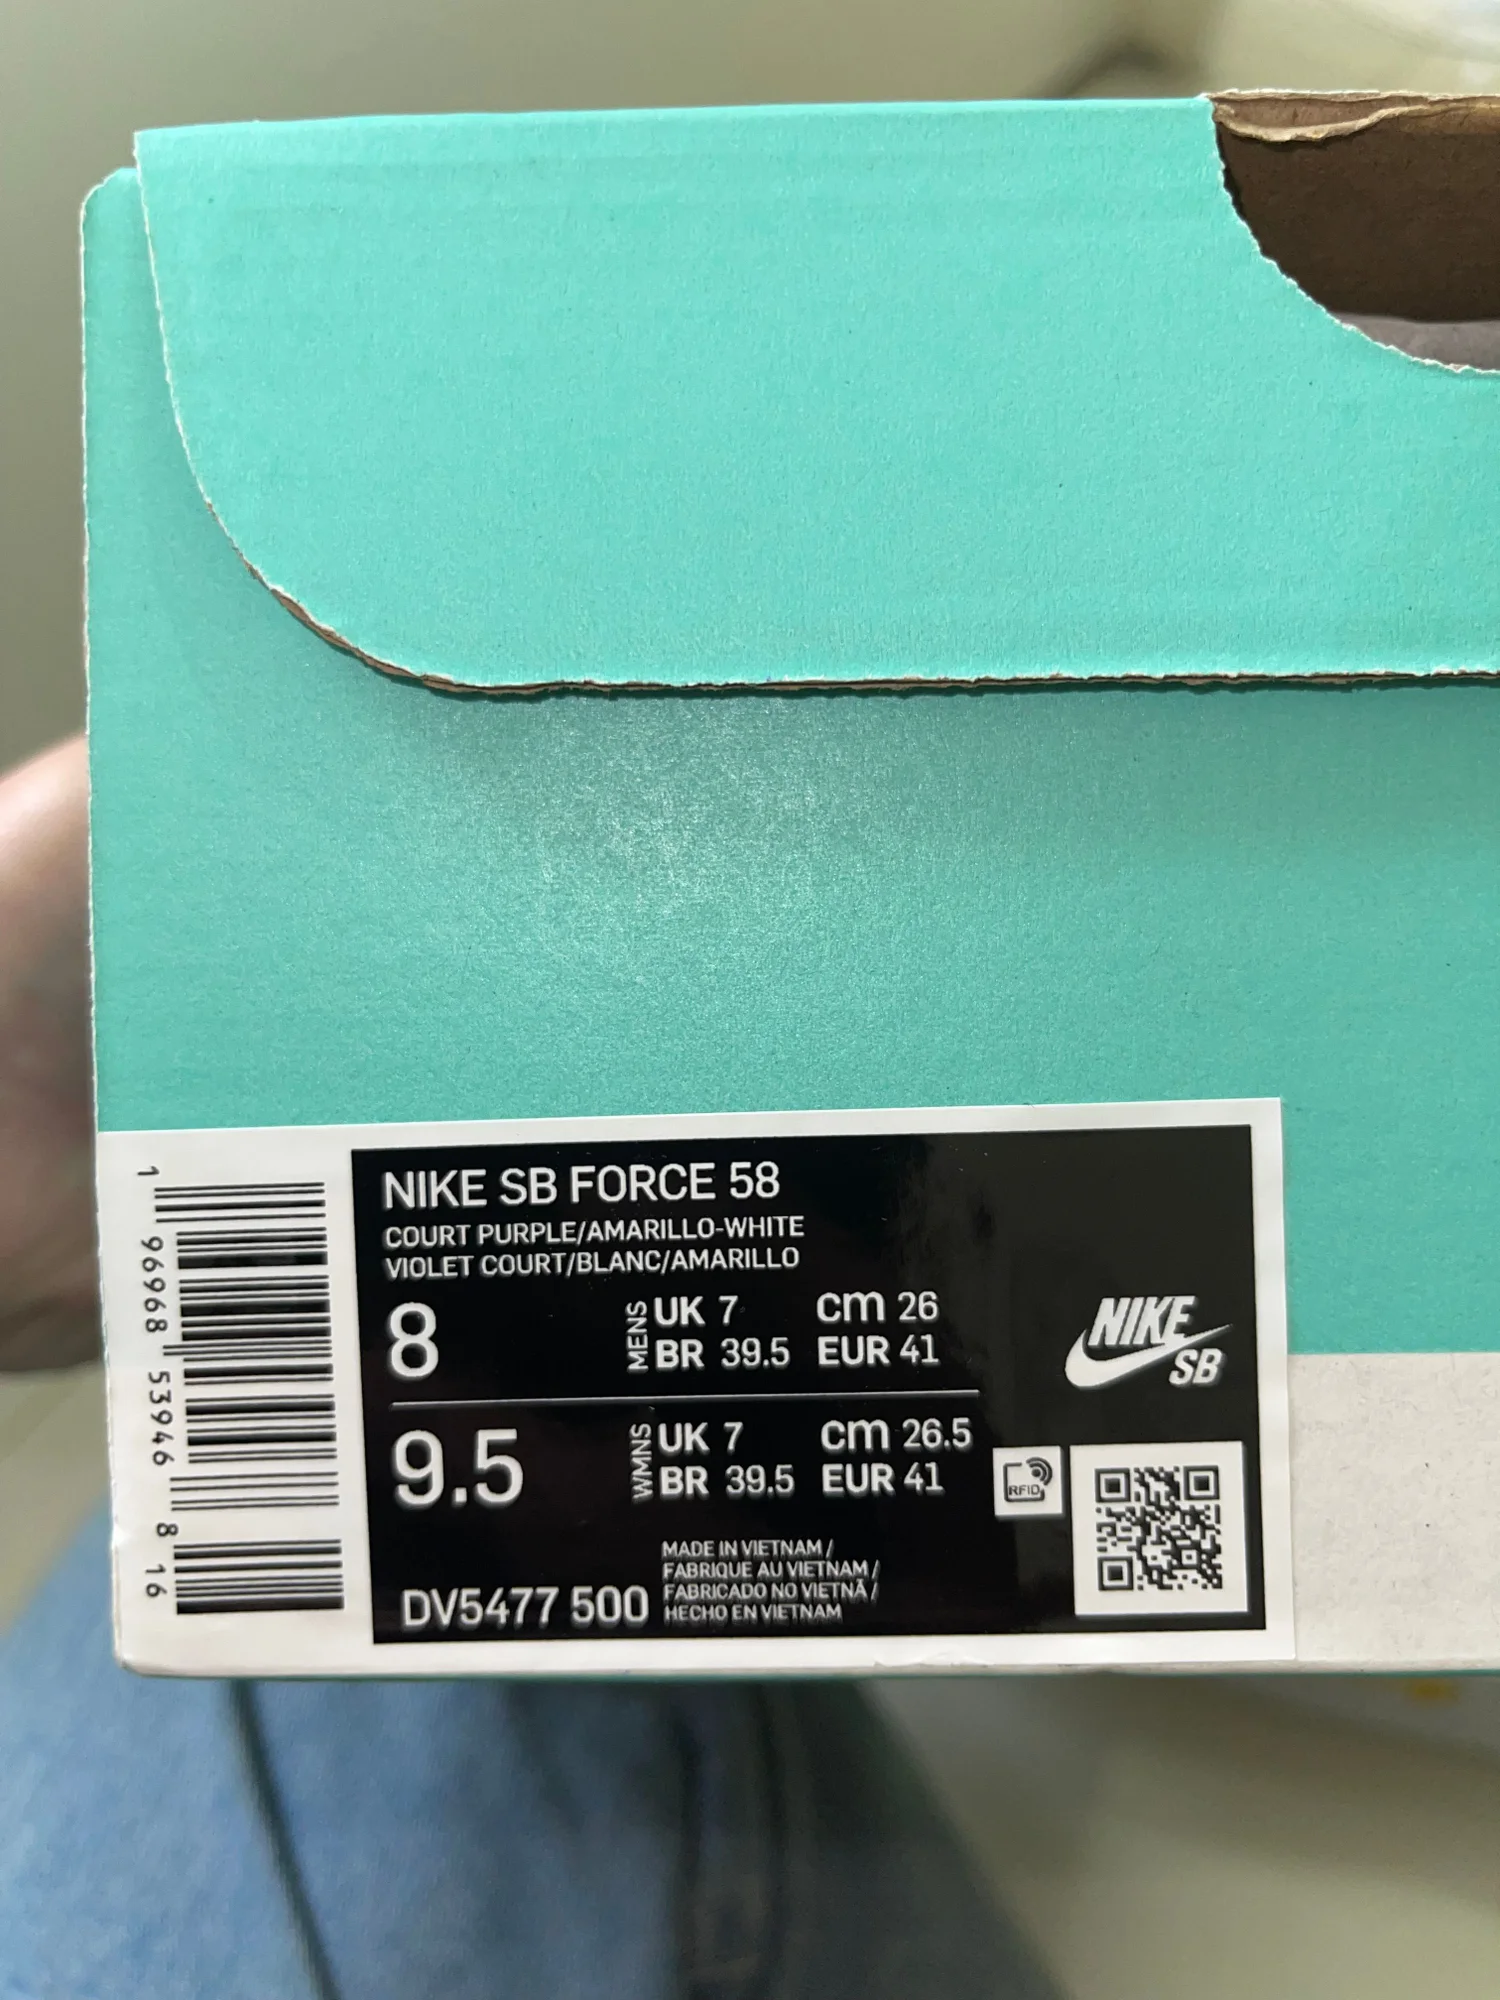 NIKE SB FORCE 58
COURT PURPLE/AMARILLO-WHITE
VIOLET COURT/BLANC/AMARILLO
8 MENS UK 7 cm 26
BR 39.5 EUR 41
9.5 WMNS UK 7 cm 26.5
BR 39.5 EUR 41
NIKE
SB
RFID
MADE IN VIETNAM /
FABRIQUE AU VIETNAM /
FABRICADO NO VIETNÃ /
HECHO EN VIETNAM
DV5477 500
1 96968 53946 8 16